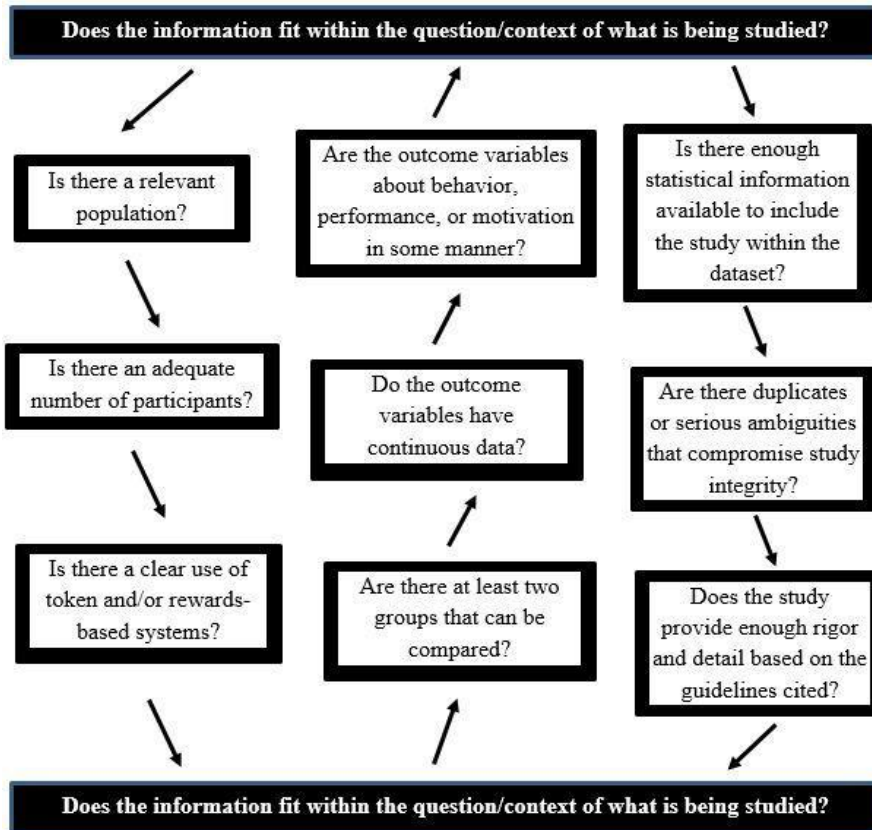 Does the information fit within the question/context of what is being studied?
Is there a relevant
population?
Is there an adequate
number of participants?
Is there a clear use of
token and/or rewards-
based systems?
Are the outcome variables
about behavior,
performance, or motivation
in some manner?
Do the outcome
variables have
continuous data?
Are there at least two
groups that can be
compared?
Is there enough
statistical information
available to include
the study within the
dataset?
Are there duplicates
or serious ambiguities
that compromise study
integrity?
Does the study
provide enough rigor
and detail based on the
guidelines cited?
Does the information fit within the question/context of what is being studied?